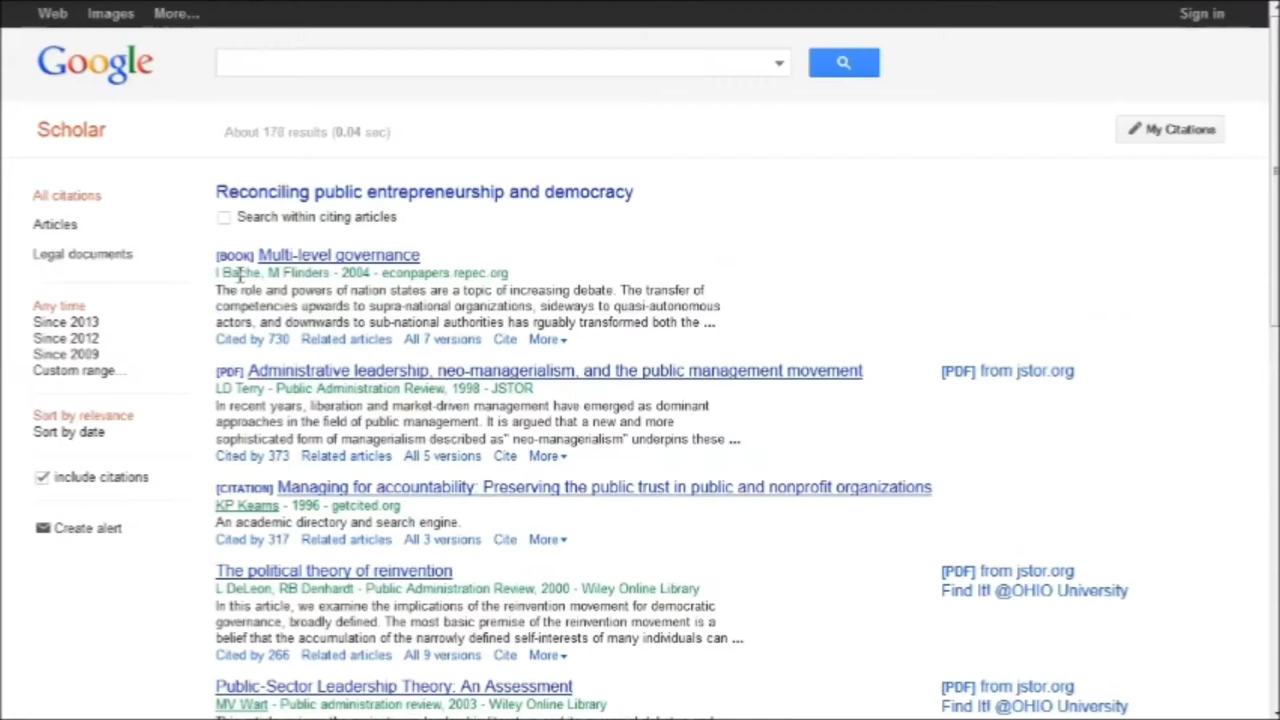 Web Images More... Sign in
Google
Scholar About 178 results (0.04 sec) My Citations
All citations
Articles
Legal documents
Any time
Since 2013
Since 2012
Since 2009
Custom range...
Sort by relevance
Sort by date
include citations
Create alert
Reconciling public entrepreneurship and democracy
Search within citing articles
[BOOK] Multi-level governance
I Bache, M Flinders - 2004 - econpapers.repec.org
The role and powers of nation states are a topic of increasing debate. The transfer of
competencies upwards to supra-national organizations, sideways to quasi-autonomous
actors, and downwards to sub-national authorities has rguably transformed both the ...
Cited by 730 Related articles All 7 versions Cite More
[PDF] Administrative leadership, neo-managerialism, and the public management movement
[PDF] from jstor.org
LD Terry - Public Administration Review, 1998 - JSTOR
In recent years, liberation and market-driven management have emerged as dominant
approaches in the field of public management. It is argued that a new and more
sophisticated form of managerialism described as" neo-managerialism" underpins these ...
Cited by 373 Related articles All 5 versions Cite More
[CITATION] Managing for accountability: Preserving the public trust in public and nonprofit organizations
KP Kearns - 1996 - getcited.org
An academic directory and search engine.
Cited by 317 Related articles All 3 versions Cite More
The political theory of reinvention
[PDF] from jstor.org
L DeLeon, RB Denhardt - Public Administration Review, 2000 - Wiley Online Library
Find It! @OHIO University
In this article, we examine the implications of the reinvention movement for democratic
governance, broadly defined. The most basic premise of the reinvention movement is a
belief that the accumulation of the narrowly defined self-interests of many individuals can ...
Cited by 266 Related articles All 9 versions Cite More
Public-Sector Leadership Theory: An Assessment
[PDF] from jstor.org
MV Wart - Public administration review, 2003 - Wiley Online Library
Find It! @OHIO University